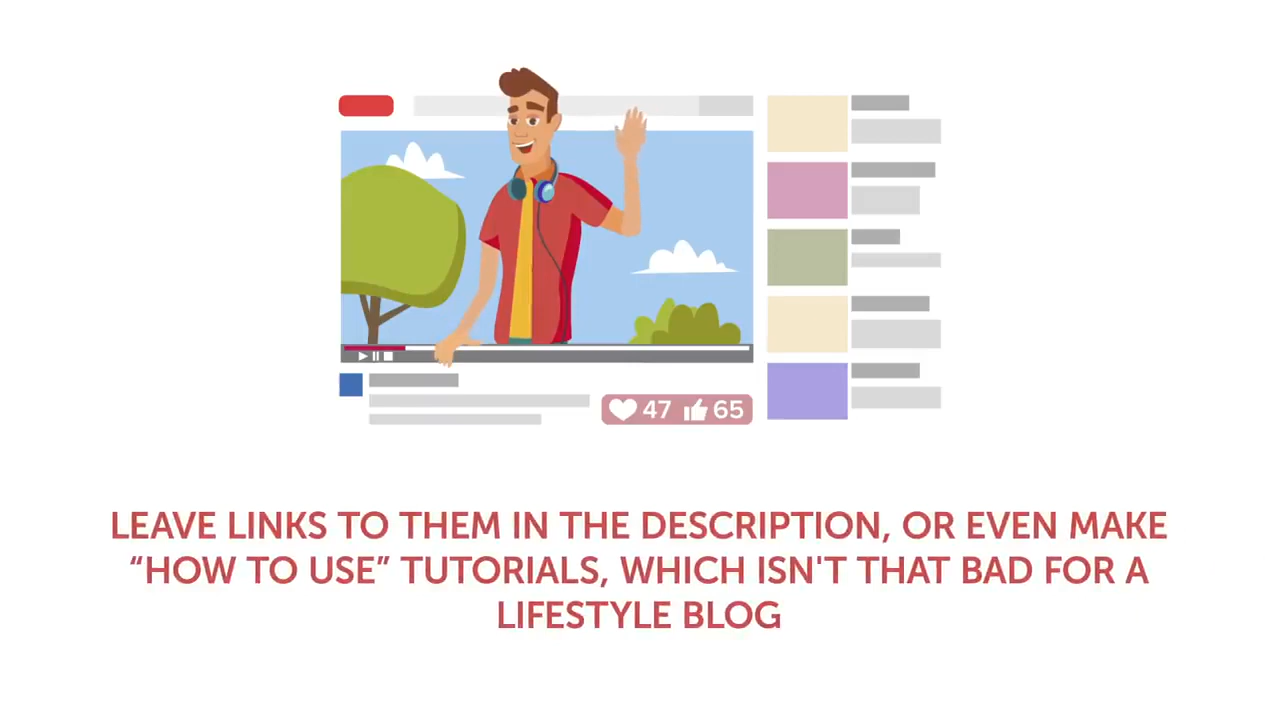 47 65
LEAVE LINKS TO THEM IN THE DESCRIPTION, OR EVEN MAKE
“HOW TO USE” TUTORIALS, WHICH ISN'T THAT BAD FOR A
LIFESTYLE BLOG